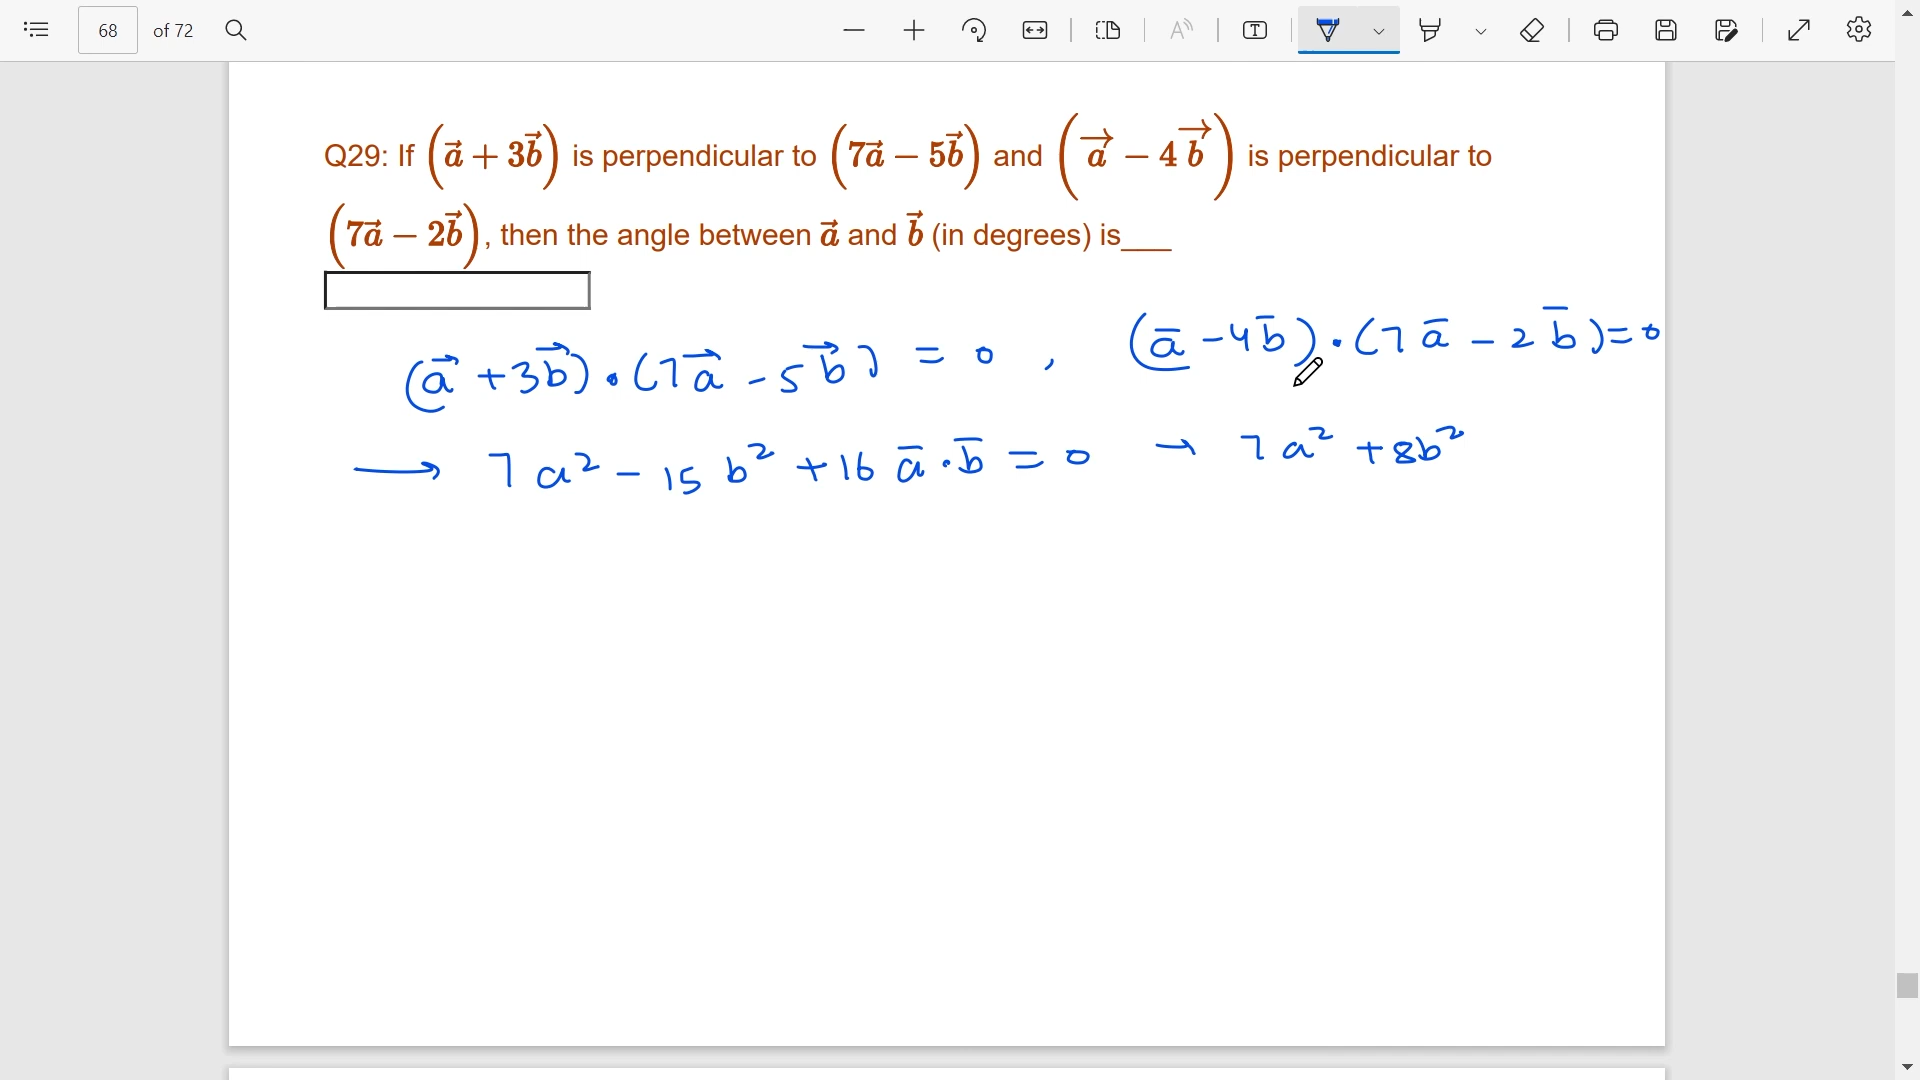 68 of 72
Q29: If (a⃗ + 3b⃗) is perpendicular to (7a⃗ − 5b⃗) and (a⃗ − 4b⃗) is perpendicular to
(7a⃗ − 2b⃗), then the angle between a⃗ and b⃗ (in degrees) is___
(a⃗ + 3b⃗) · (7a⃗ - 5b⃗) = 0 , (a̅ - 4b̅) · (7a̅ - 2b̅) = 0
→ 7a² - 15b² + 16 a̅ · b̅ = 0 → 7a² + 8b²